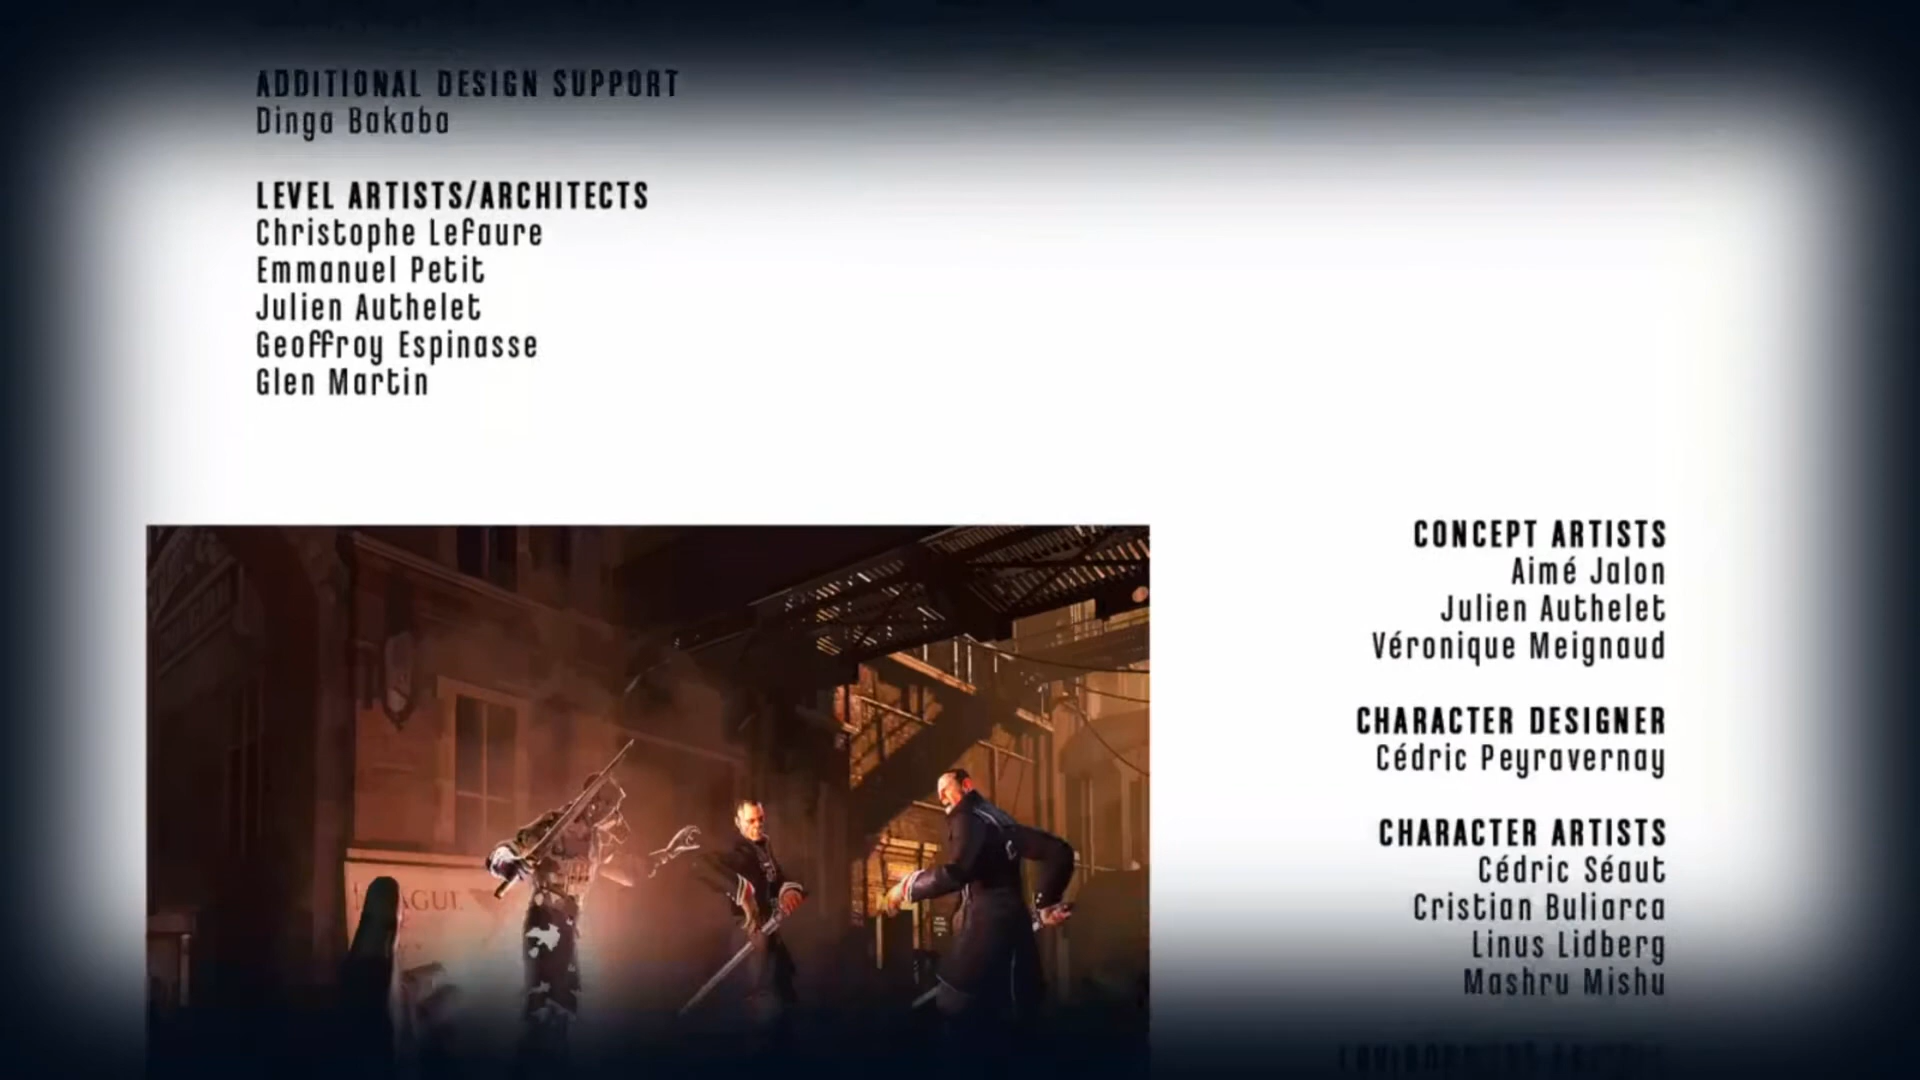 ADDITIONAL DESIGN SUPPORT
Dinga Bakaba
LEVEL ARTISTS/ARCHITECTS
Christophe Lefaure
Emmanuel Petit
Julien Authelet
Geoffroy Espinasse
Glen Martin
CONCEPT ARTISTS
Aimé Jalon
Julien Authelet
Véronique Meignaud
CHARACTER DESIGNER
Cédric Peyravernay
CHARACTER ARTISTS
Cédric Séaut
Cristian Buliarca
Linus Lidberg
Mashru Mishu